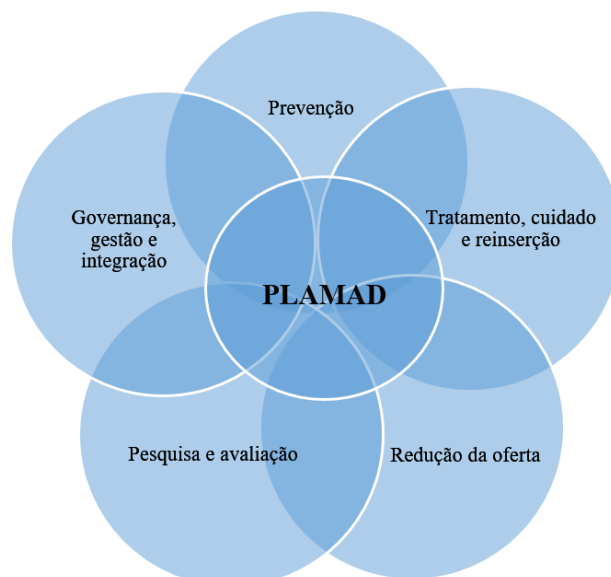 Prevenção
Governança,
gestão e
integração
Tratamento, cuidado
e reinserção
PLAMAD
Pesquisa e avaliação
Redução da oferta